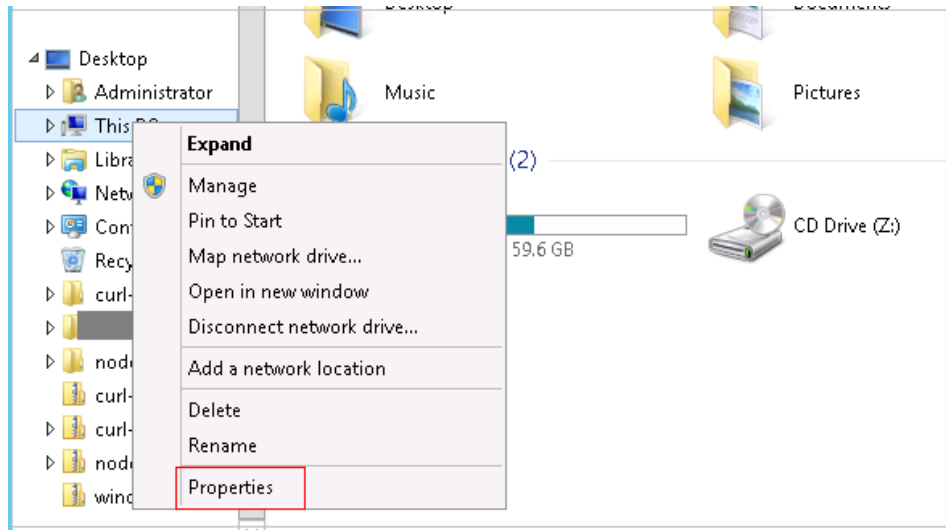 Desktop
Documents
Desktop
Administrator
Music
Pictures
This PC
Expand
(2)
Manage
Pin to Start
Map network drive...
59.6 GB
CD Drive (Z:)
Open in new window
Disconnect network drive...
Add a network location
Delete
Rename
Properties
Libra
Netw
Con
Recy
curl-
node
curl-
curl-
node
wind